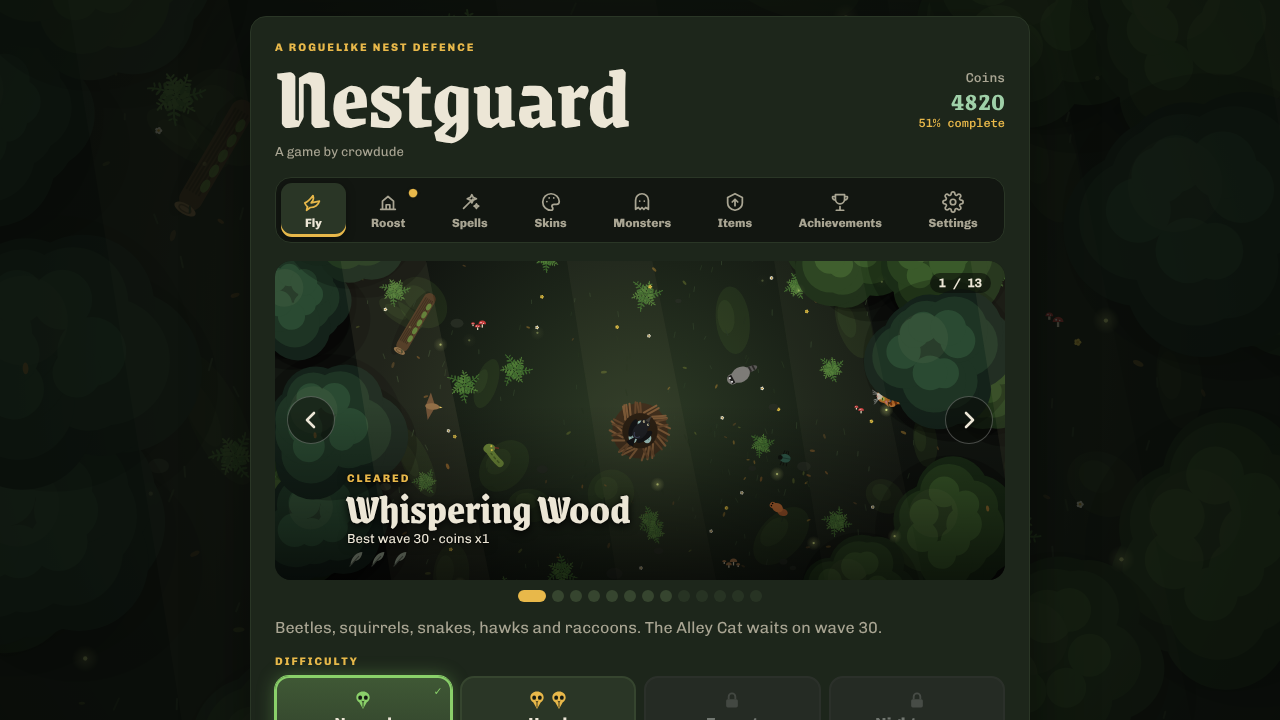 A ROGUELIKE NEST DEFENCE
Nestguard
A game by crowdude
Coins
4820
51% complete
Fly
Roost
Spells
Skins
Monsters
Items
Achievements
Settings
1 / 13
CLEARED
Whispering Wood
Best wave 30 · coins x1
Beetles, squirrels, snakes, hawks and raccoons. The Alley Cat waits on wave 30.
DIFFICULTY